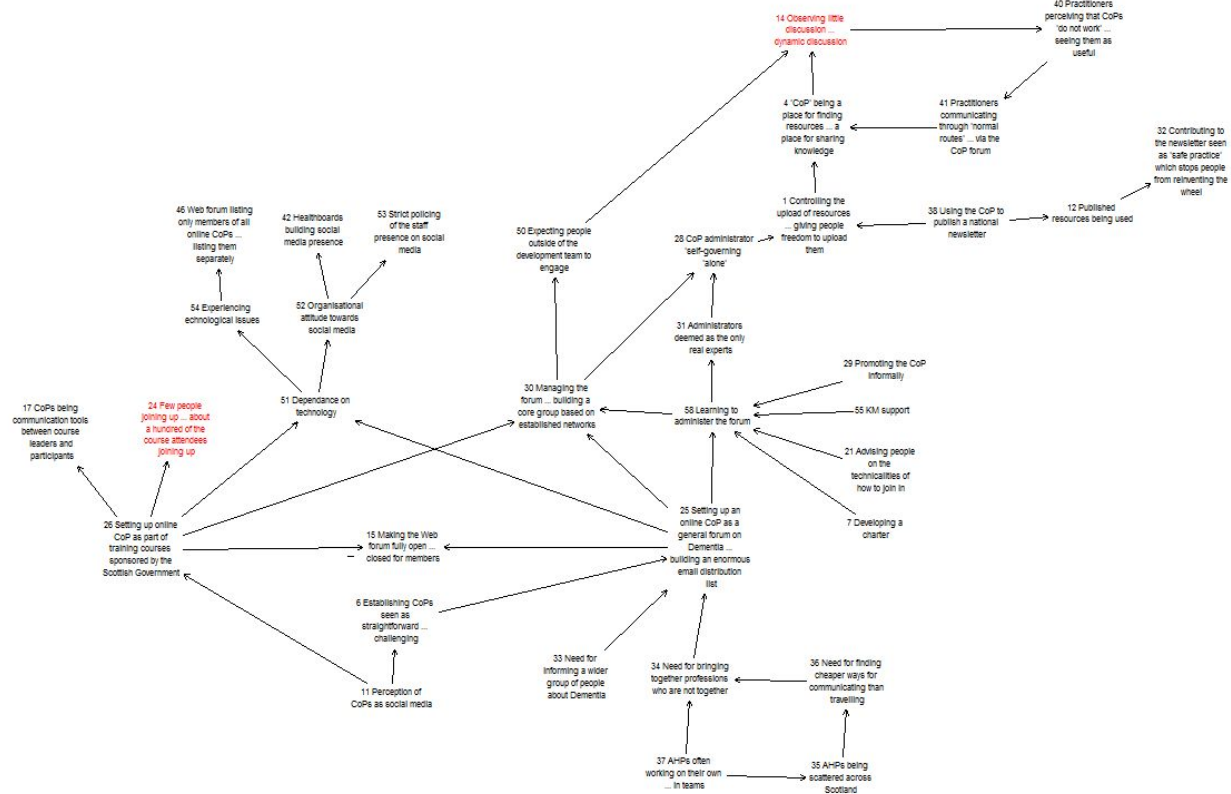 14 Observing little
discussion ...
dynamic discussion
40 Practitioners
perceiving that CoPs
'do not work' ...
seeing them as
useful
4 'CoP' being a
place for finding
resources ... a
place for sharing
knowledge
41 Practitioners
communicating
through 'normal
routes' ... via the
CoP forum
32 Contributing to
the newsletter seen
as 'safe practice'
which stops people
from reinventing the
wheel
46 Web forum listing
only members of all
online CoPs ...
listing them
separately
42 Healthboards
building social
media presence
53 Strict policing
of the staff
presence on social
media
50 Expecting people
outside of the
development team to
engage
28 CoP administrator
'self-governing
'alone'
1 Controlling the
upload of resources
... giving people
freedom to upload
them
38 Using the CoP to
publish a national
newsletter
12 Published
resources being used
54 Experiencing
echnological issues
52 Organisational
attitude towards
social media
31 Administrators
deemed as the only
real experts
29 Promoting the CoP
informally
17 CoPs being
communication tools
between course
leaders and
participants
24 Few people
joining up ... about
a hundred of the
course attendees
joining up
51 Dependance on
technology
30 Managing the
forum ... building a
core group based on
established networks
58 Learning to
administer the forum
55 KM support
21 Advising people
on the
technicalities of
how to join in
7 Developing a
charter
26 Setting up online
CoP as part of
training courses
sponsored by the
Scottish Government
15 Making the Web
forum fully open ...
closed for members
–
25 Setting up an
online CoP as a
general forum on
Dementia ...
building an enormous
email distribution
list
6 Establishing CoPs
seen as
straightforward ...
challenging
11 Perception of
CoPs as social media
33 Need for
informing a wider
group of people
about Dementia
34 Need for bringing
together professions
who are not together
36 Need for finding
cheaper ways for
communicating than
travelling
37 AHPs often
working on their own
... in teams
35 AHPs being
scattered across
Scotland